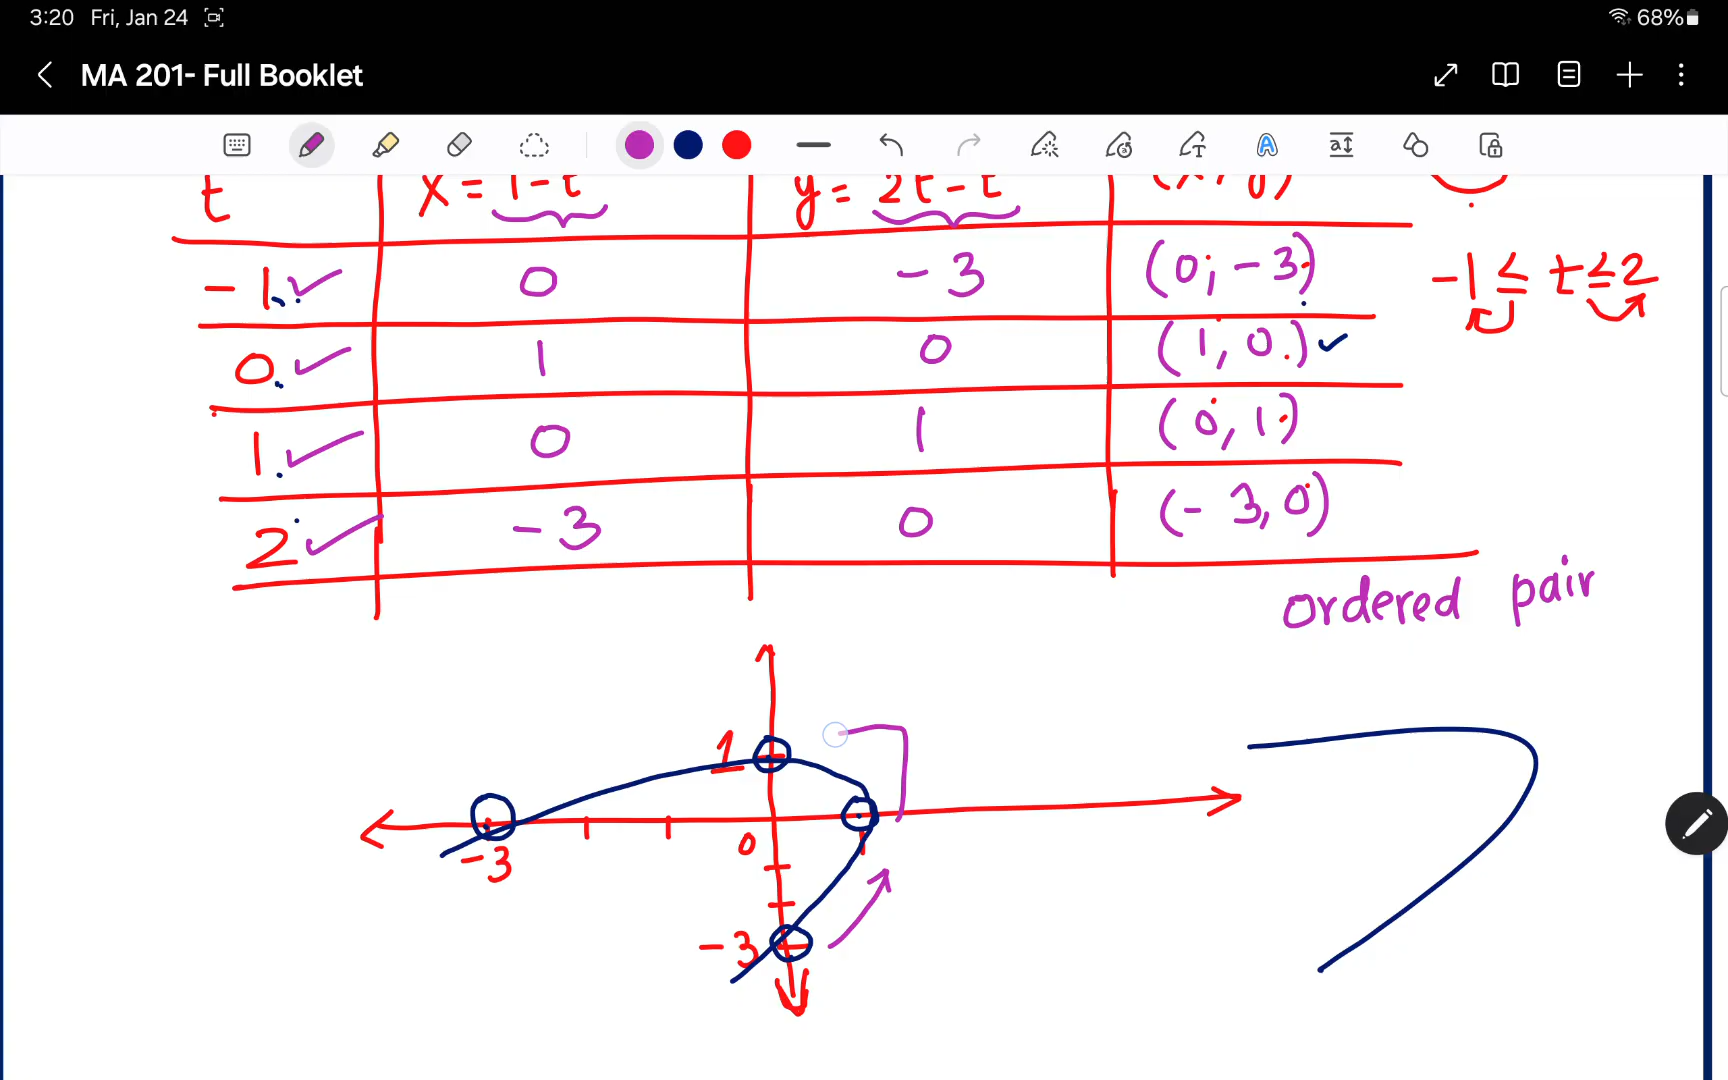 3:20 Fri, Jan 24 68%
MA 201- Full Booklet
t x = 1 - t y = 2t - t (x, y)
-1 0 -3 (0, -3) -1 ≤ t ≤ 2
0 1 0 (1, 0)
1 0 1 (0, 1)
2 -3 0 (-3, 0)
ordered pair
1
0
-3
-3